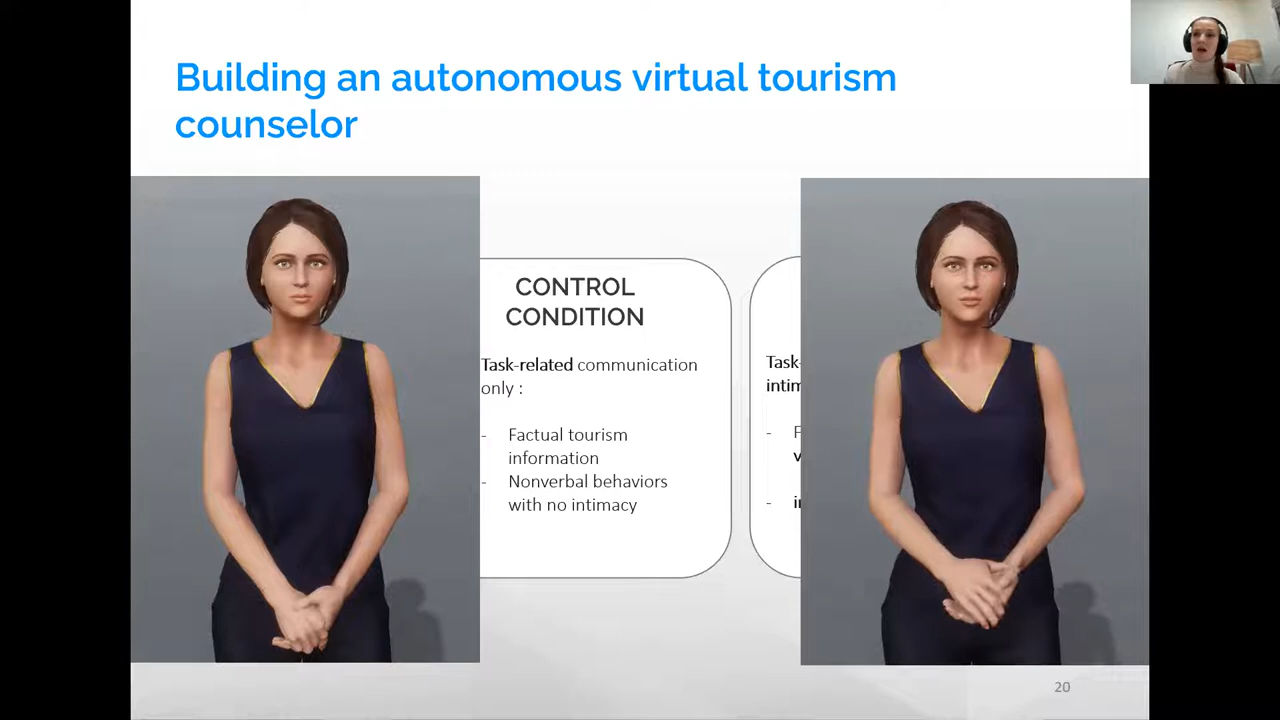 Building an autonomous virtual tourism
counselor
CONTROL
CONDITION
Task-related communication
only :
- Factual tourism
information
- Nonverbal behaviors
with no intimacy
Task-
intim
-
-
20